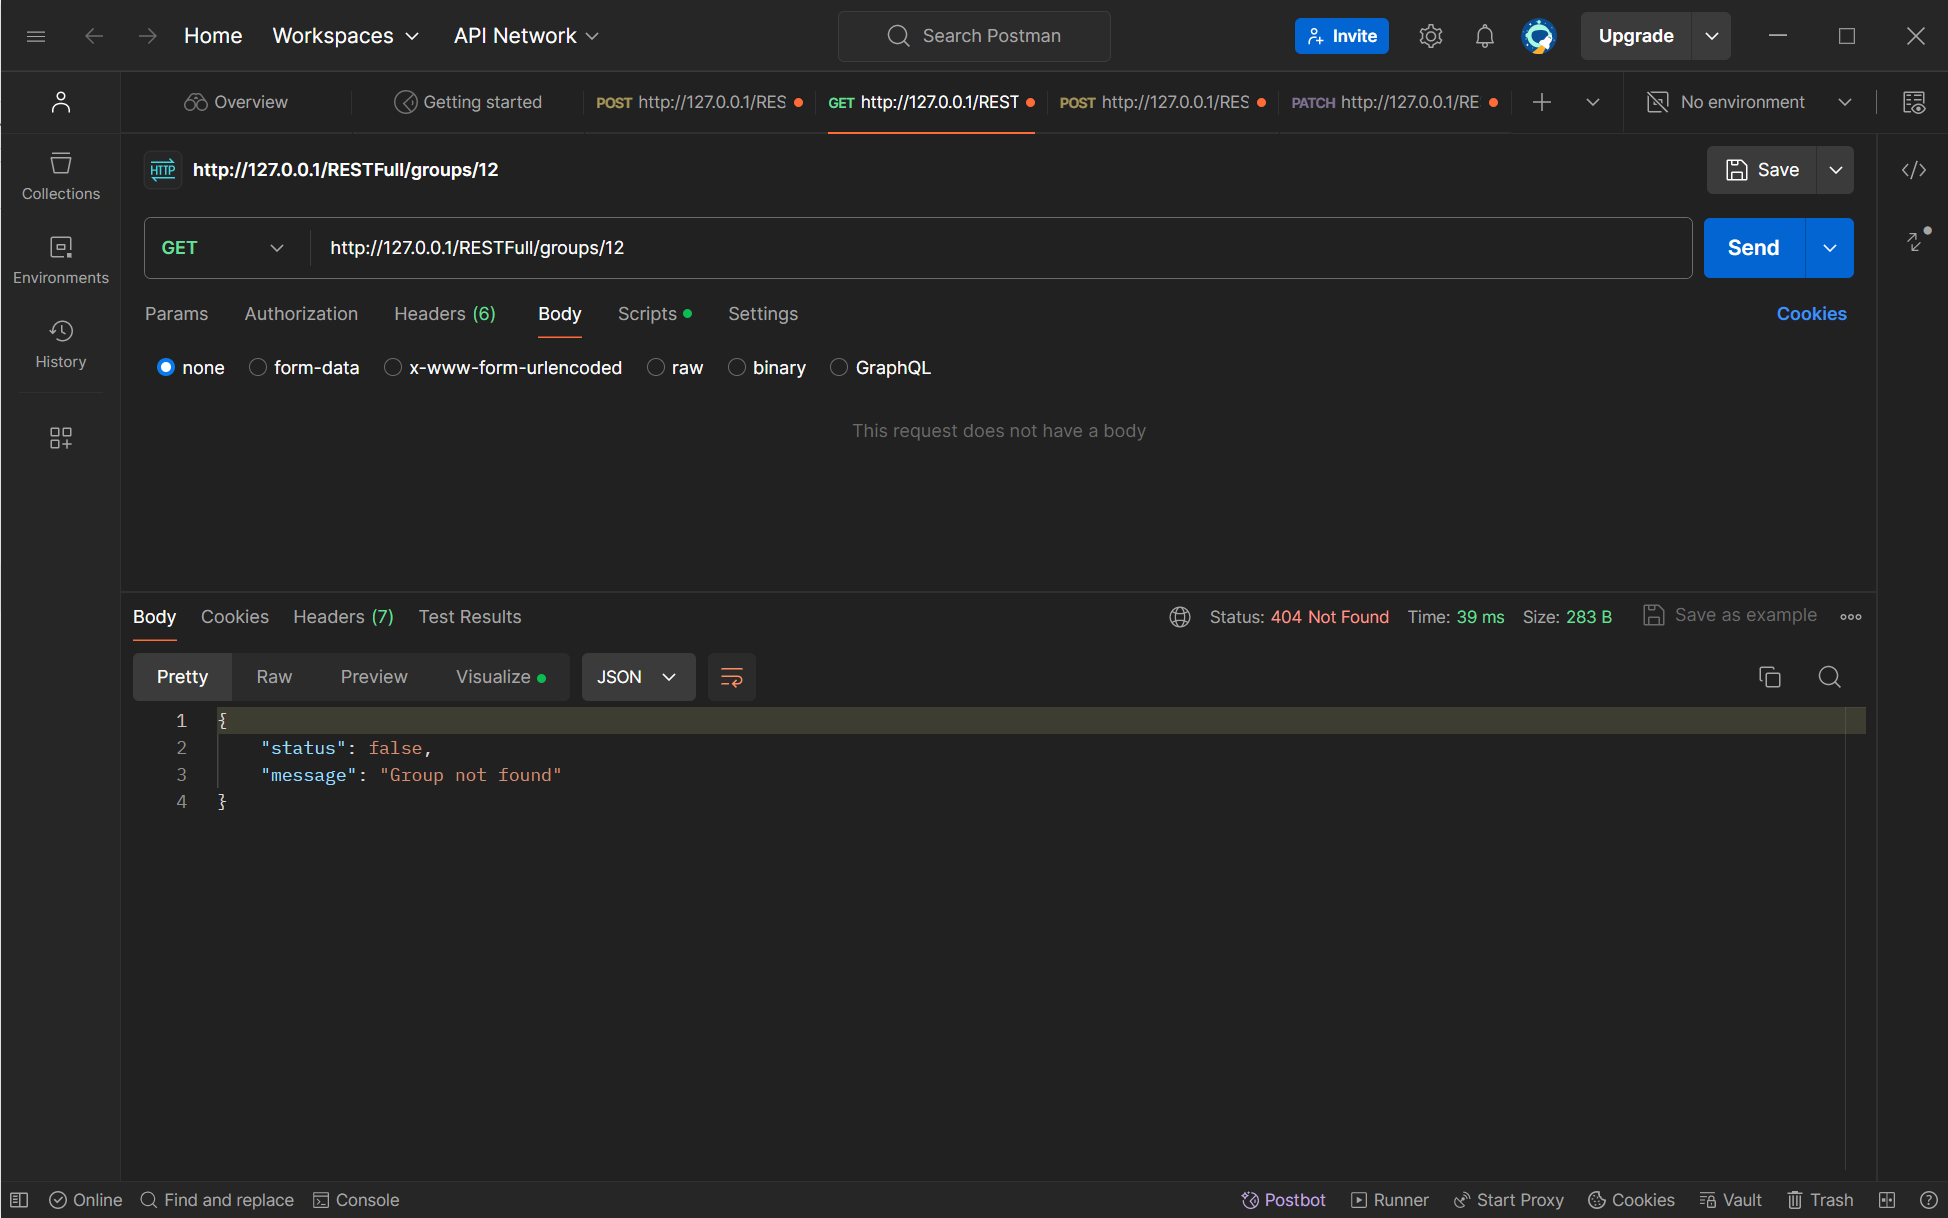 Home Workspaces API Network Search Postman Invite Upgrade
Overview Getting started POST http://127.0.0.1/RES GET http://127.0.0.1/REST POST http://127.0.0.1/RES PATCH http://127.0.0.1/RE No environment
HTTP http://127.0.0.1/RESTFull/groups/12 Save
Collections
GET http://127.0.0.1/RESTFull/groups/12 Send
Environments
Params Authorization Headers (6) Body Scripts Settings Cookies
History
none form-data x-www-form-urlencoded raw binary GraphQL
This request does not have a body
Body Cookies Headers (7) Test Results Status: 404 Not Found Time: 39 ms Size: 283 B Save as example
Pretty Raw Preview Visualize JSON
1 {
2 "status": false,
3 "message": "Group not found"
4 }
Online Find and replace Console Postbot Runner Start Proxy Cookies Vault Trash